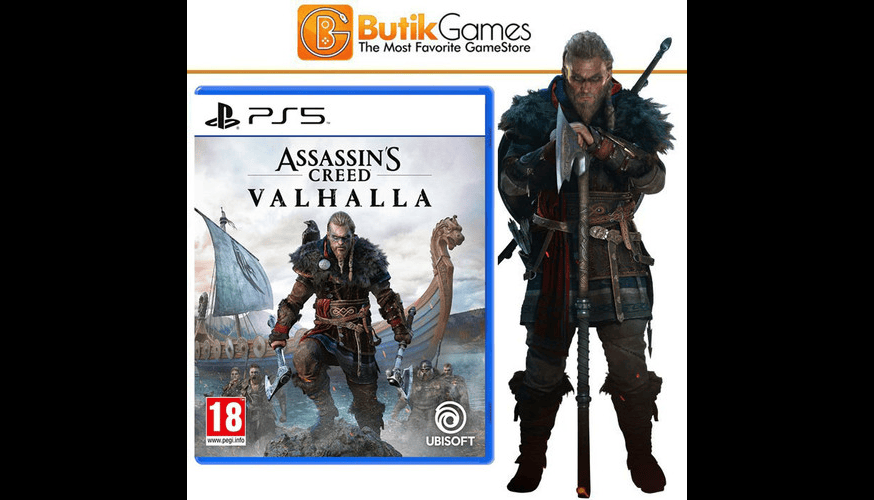 ButikGames
The Most Favorite GameStore
PS5
ASSASSIN'S
CREED
VALHALLA
18
www.pegi.info
UBISOFT